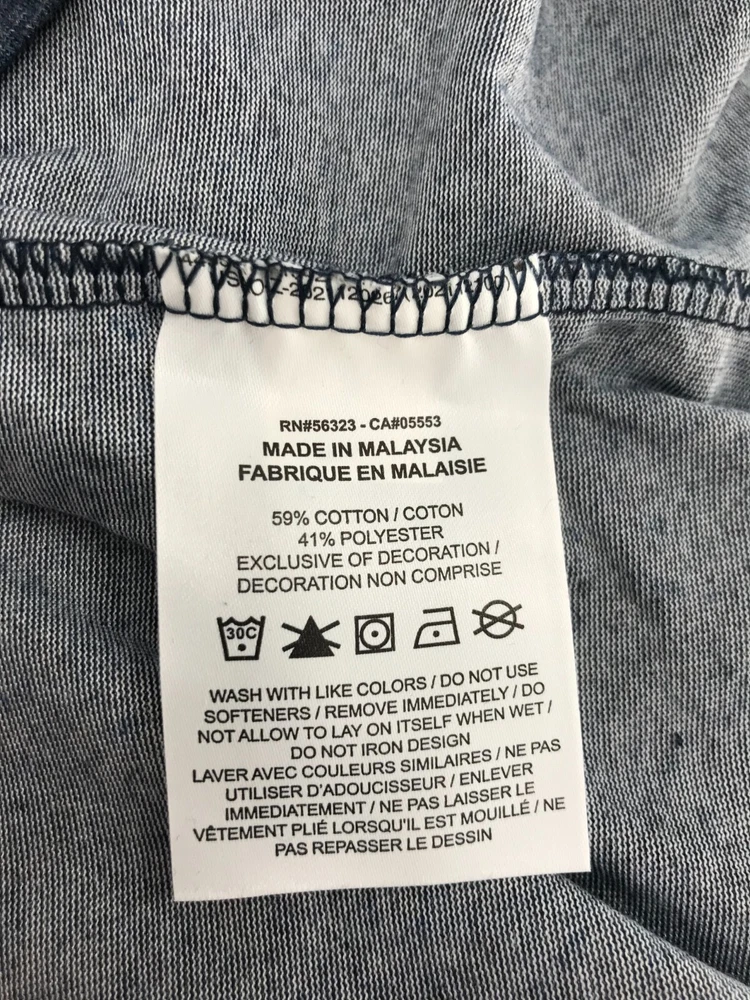 RN#56323 - CA#05553
MADE IN MALAYSIA
FABRIQUE EN MALAISIE
59% COTTON / COTON
41% POLYESTER
EXCLUSIVE OF DECORATION /
DECORATION NON COMPRISE
30C
WASH WITH LIKE COLORS / DO NOT USE
SOFTENERS / REMOVE IMMEDIATELY / DO
NOT ALLOW TO LAY ON ITSELF WHEN WET /
DO NOT IRON DESIGN
LAVER AVEC COULEURS SIMILAIRES / NE PAS
UTILISER D'ADOUCISSEUR / ENLEVER
IMMEDIATEMENT / NE PAS LAISSER LE
VÊTEMENT PLIÉ LORSQU'IL EST MOUILLÉ / NE
PAS REPASSER LE DESSIN